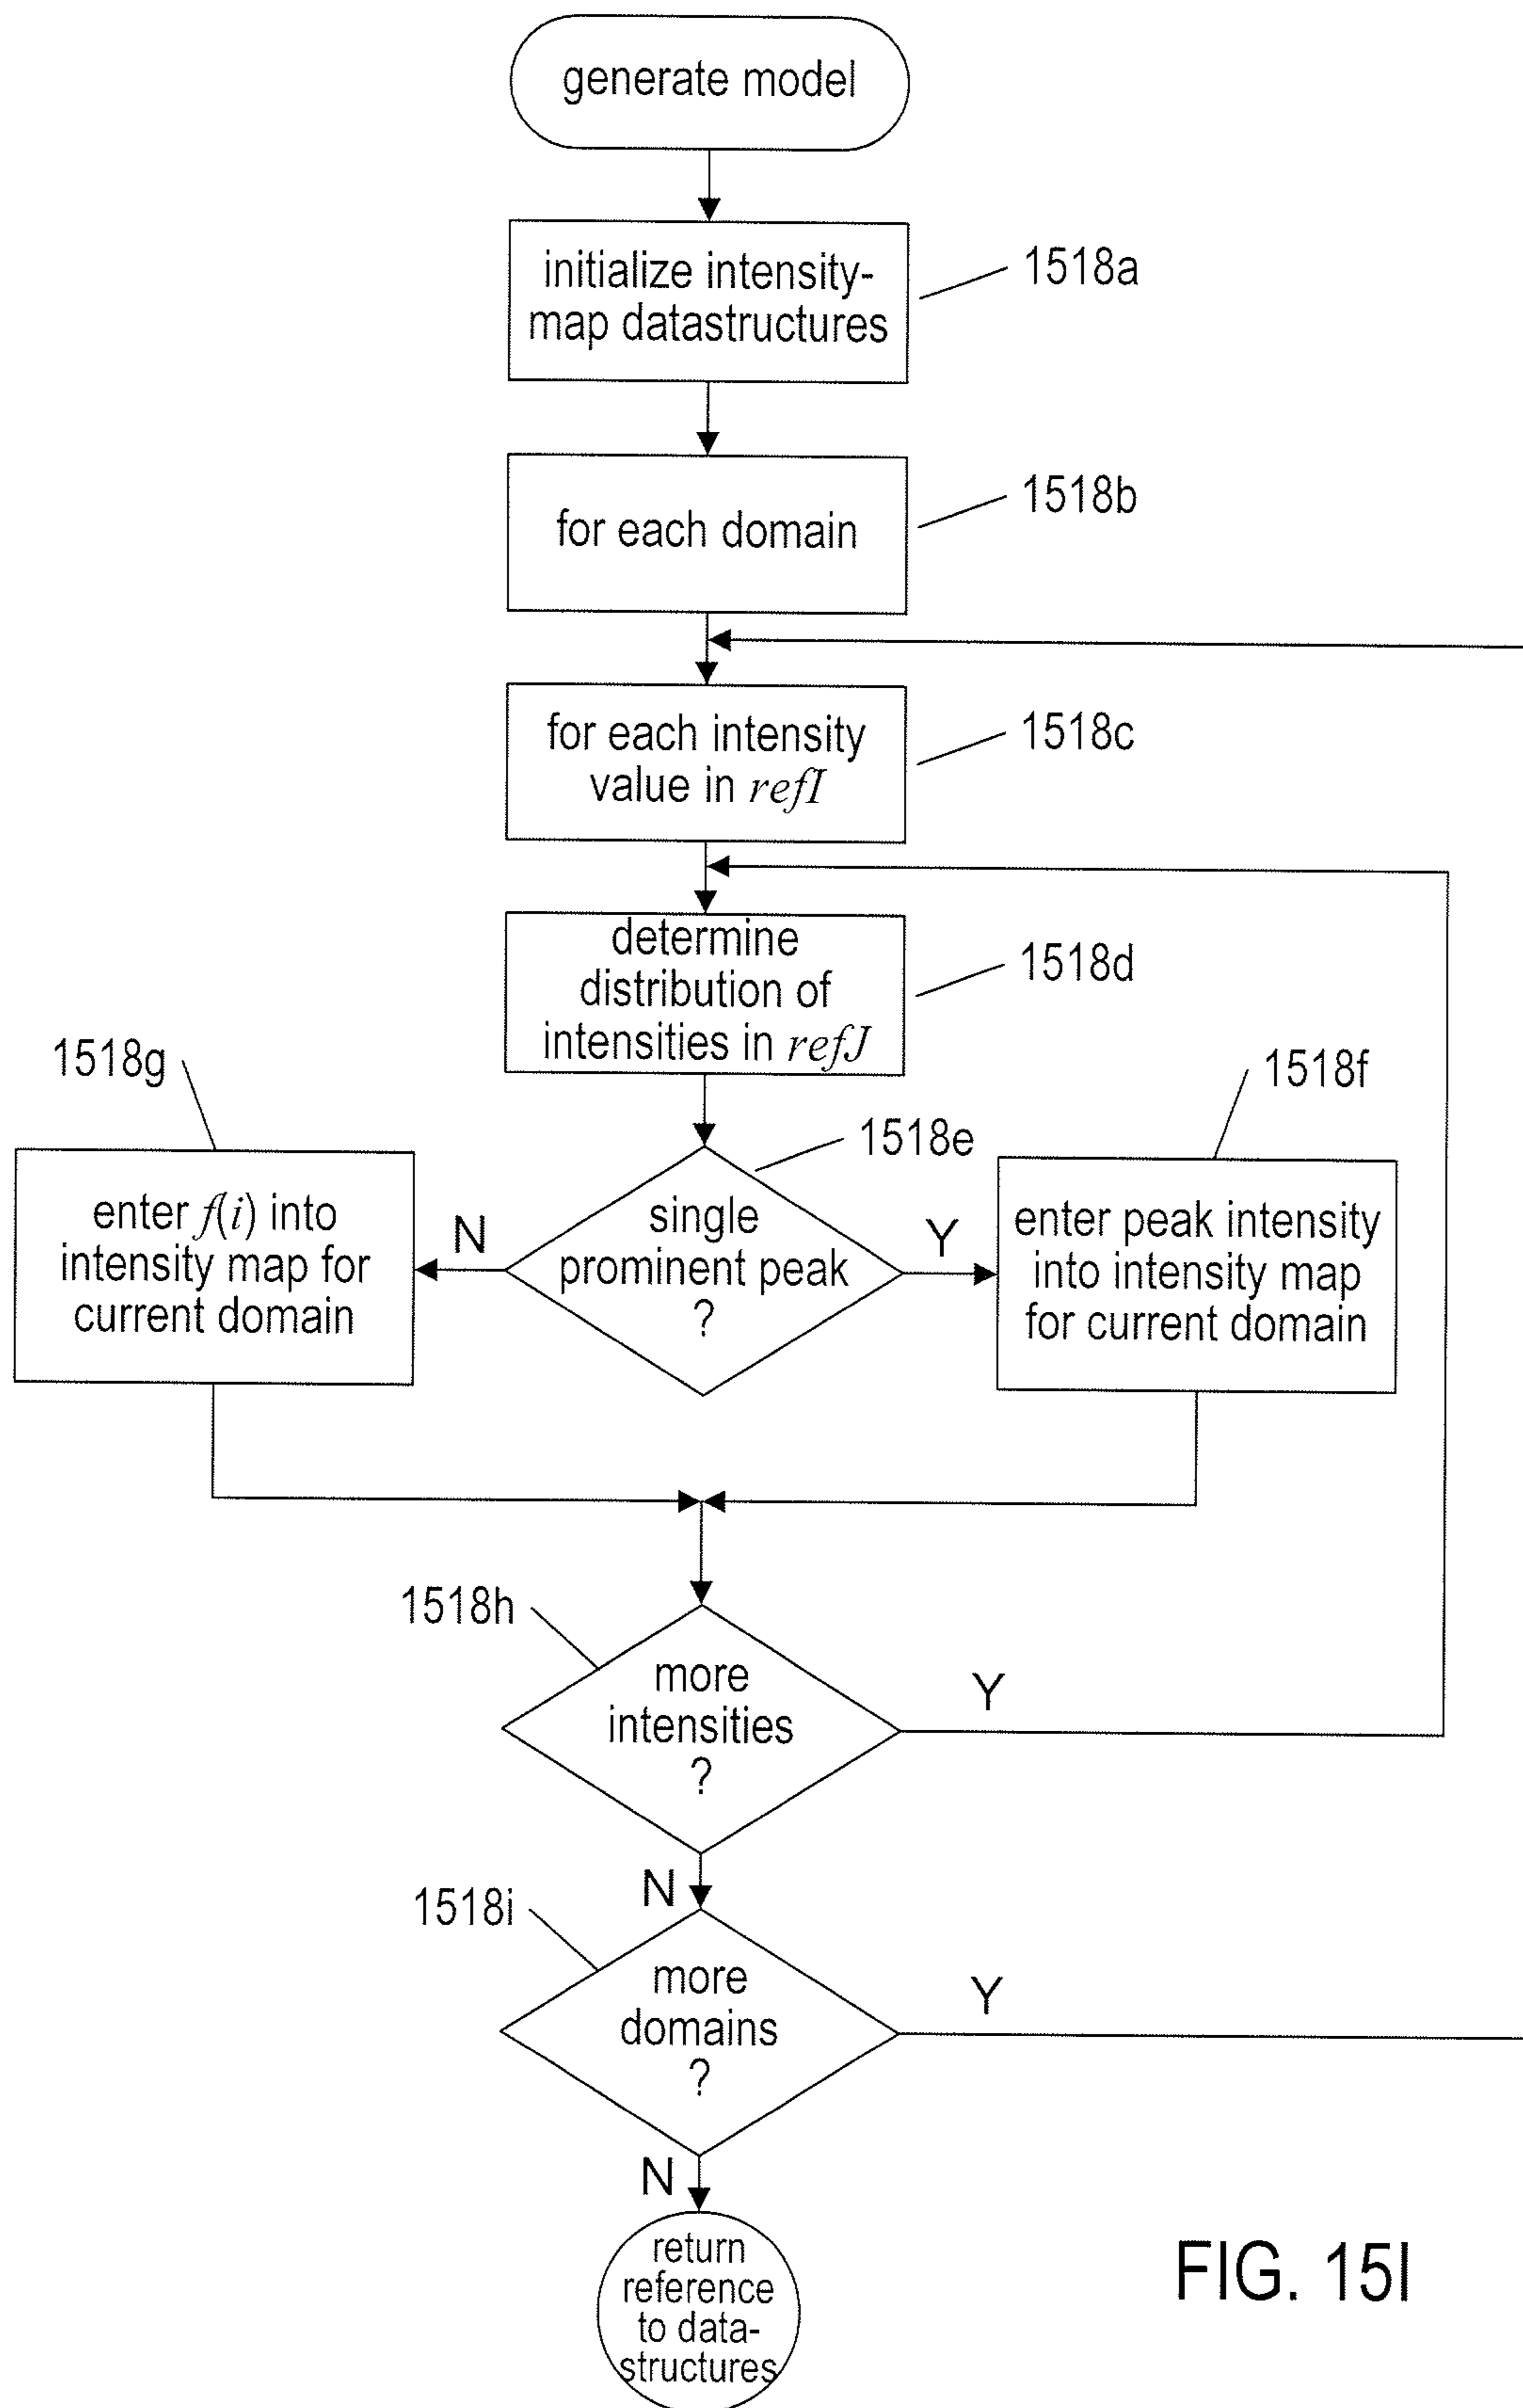 generate model
initialize intensity-
map datastructures
1518a
for each domain
1518b
for each intensity
value in refI
1518c
determine
distribution of
intensities in refJ
1518d
1518g
1518f
1518e
enter f(i) into
intensity map for
current domain
N
single
prominent peak
?
Y
enter peak intensity
into intensity map
for current domain
1518h
more
intensities
?
Y
N
1518i
more
domains
?
Y
N
return
reference
to data-
structures
FIG. 15I